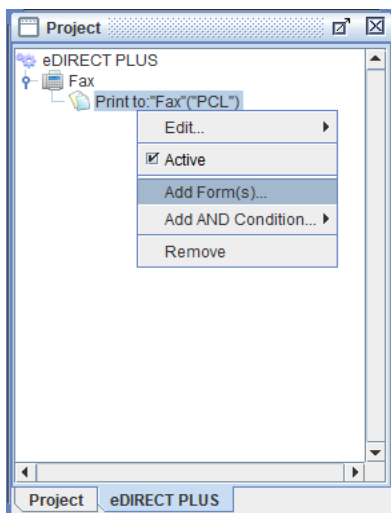 Project
eDIRECT PLUS
Fax
Print to:"Fax"("PCL")
Edit...
Active
Add Form(s)...
Add AND Condition...
Remove
Project eDIRECT PLUS